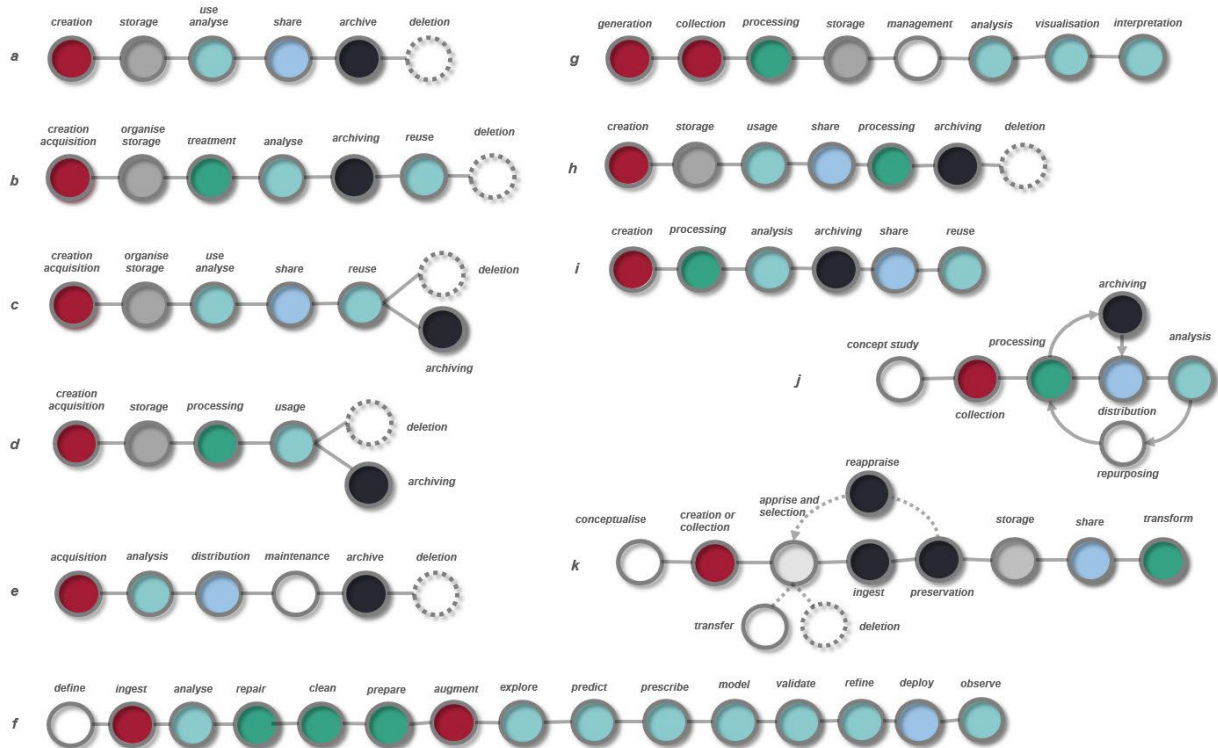 use
creation storage analyse share archive deletion
a
creation organise
acquisition storage treatment analyse archiving reuse deletion
b
creation organise use
acquisition storage analyse share reuse deletion
c
archiving
creation
acquisition storage processing usage deletion
d
archiving
acquisition analysis distribution maintenance archive deletion
e
define ingest analyse repair clean prepare augment explore predict prescribe model validate refine deploy observe
f
generation collection processing storage management analysis visualisation interpretation
g
creation storage usage share processing archiving deletion
h
creation processing analysis archiving share reuse
i
archiving
concept study processing analysis
j
collection distribution
repurposing
reappraise
conceptualise creation or collection apprise and selection storage share transform
k
ingest preservation
transfer deletion